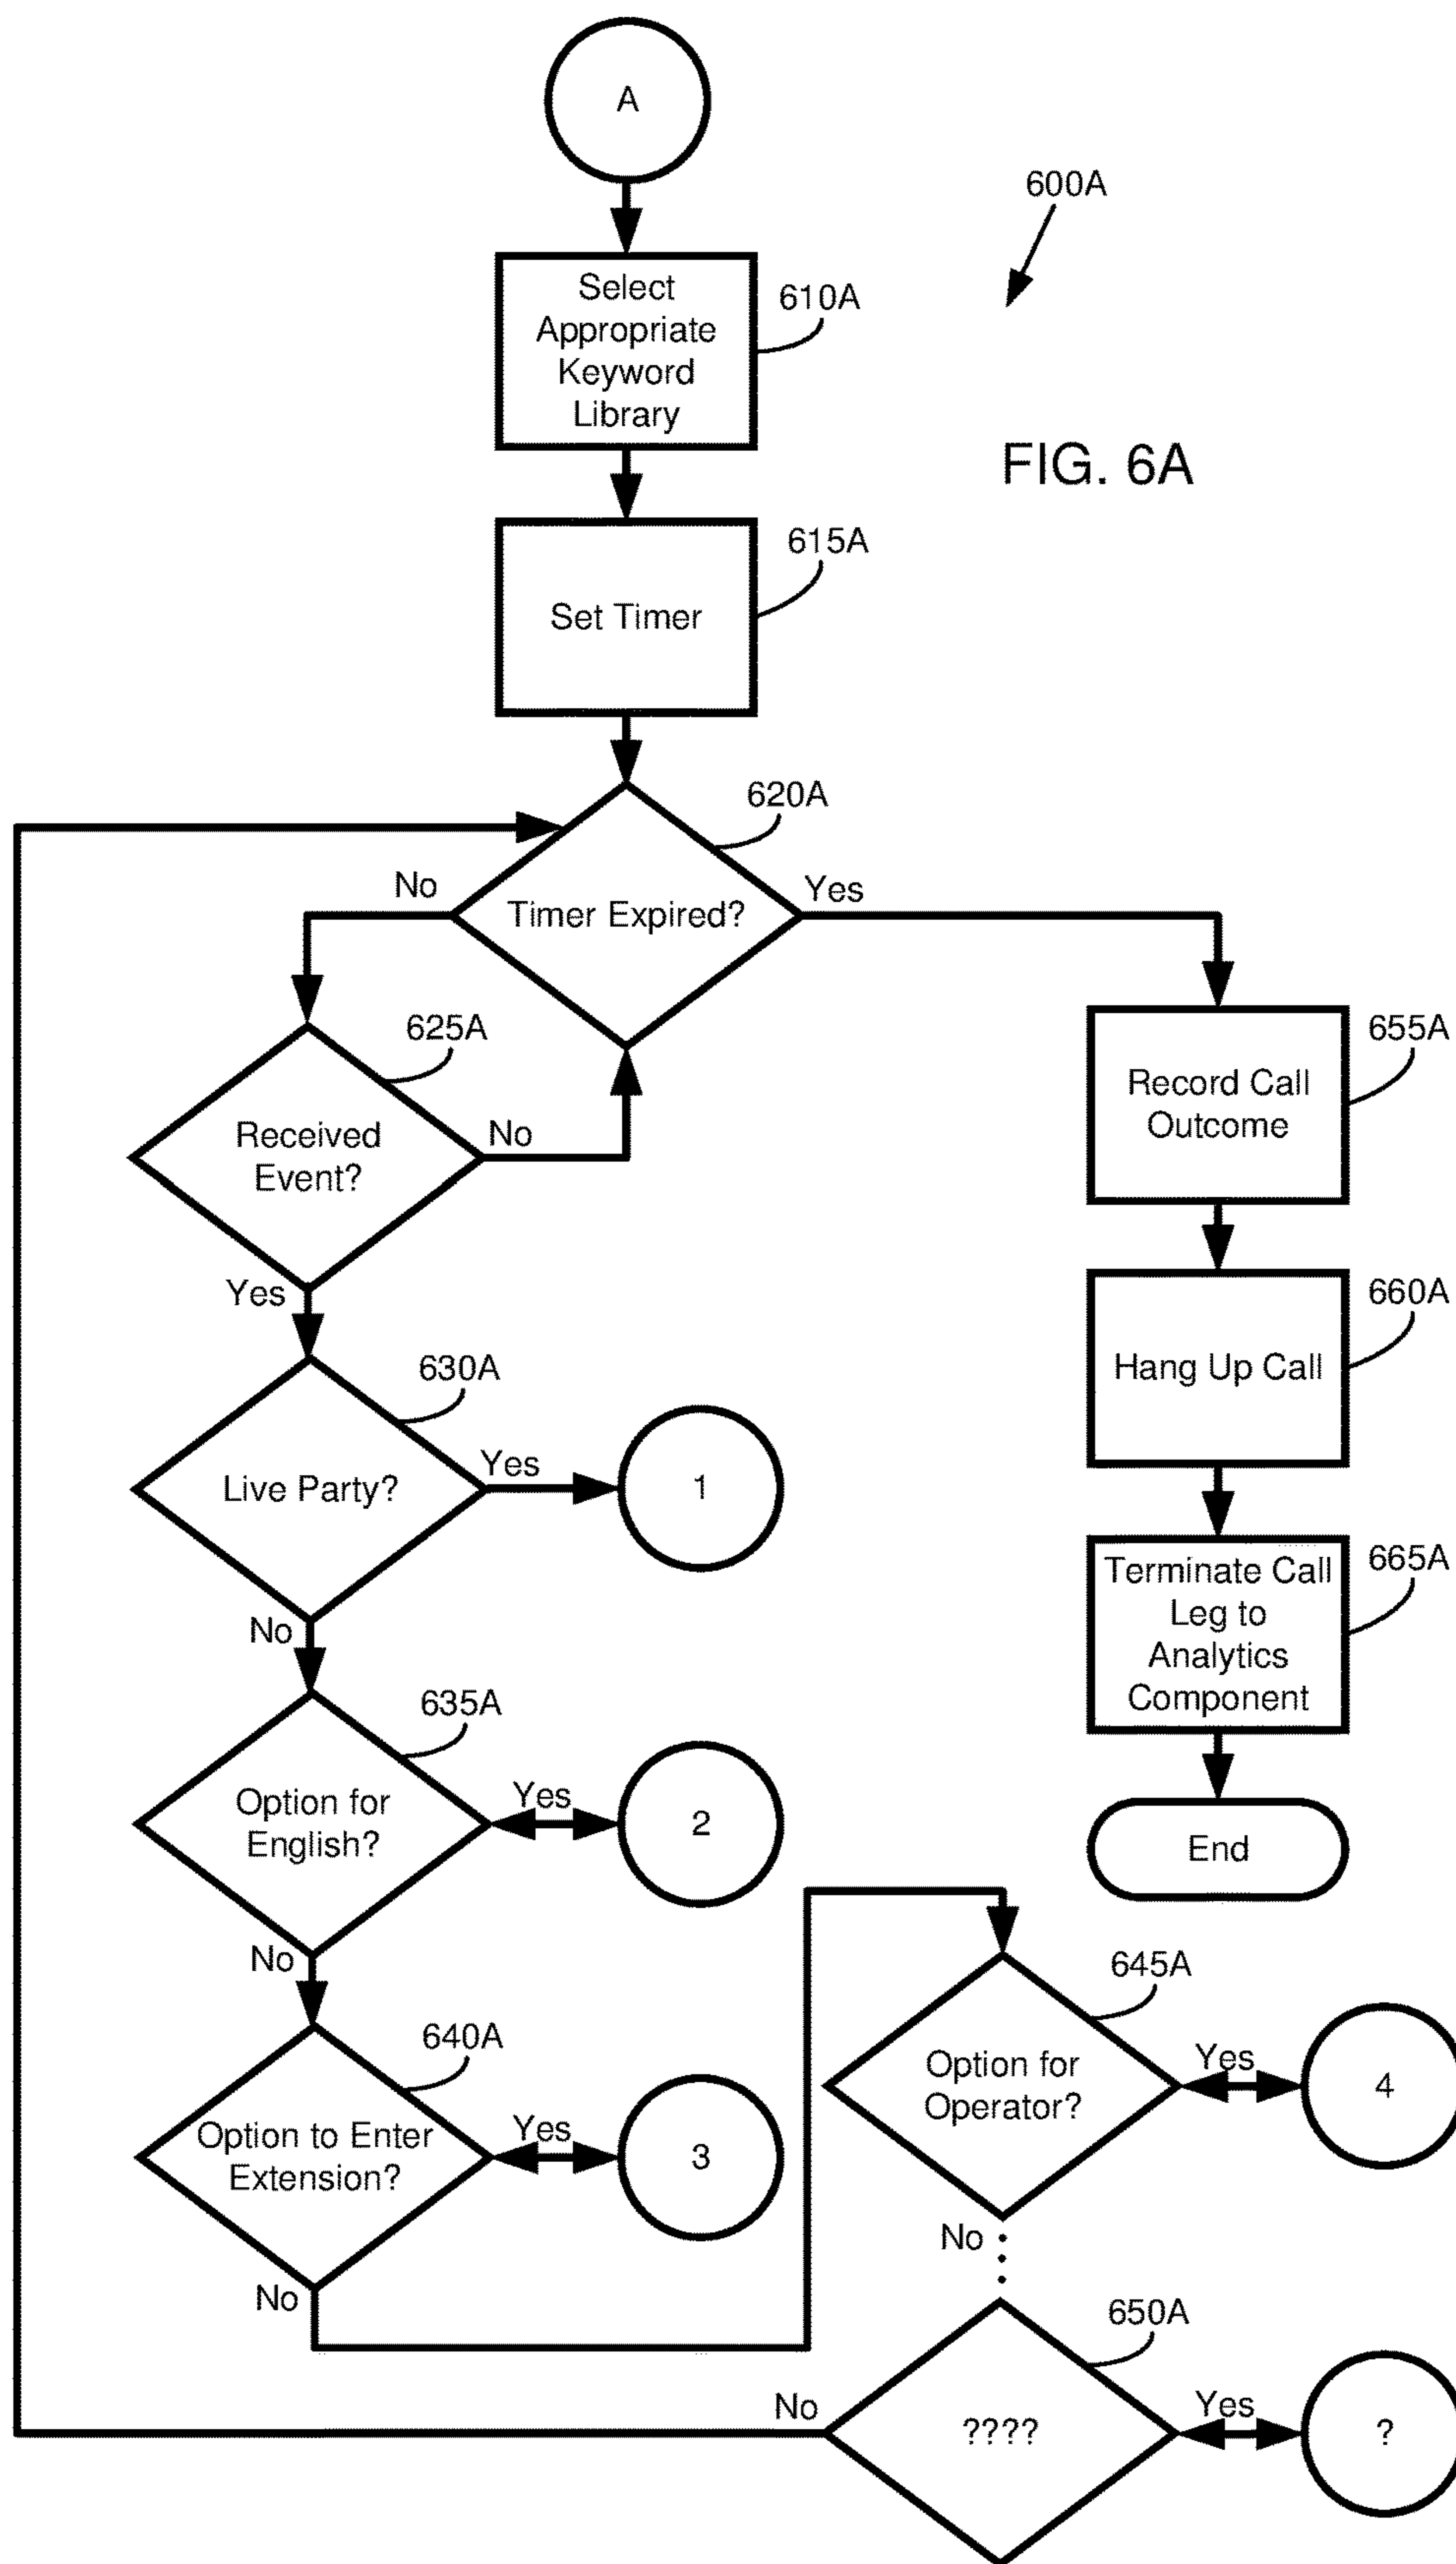 A
600A
Select
Appropriate
Keyword
Library
610A
FIG. 6A
615A
Set Timer
620A
No
Timer Expired?
Yes
625A
655A
Received
Event?
No
Record Call
Outcome
Yes
660A
630A
Live Party?
Yes
1
Hang Up Call
No
665A
Terminate Call
Leg to
Analytics
Component
635A
Option for
English?
Yes
2
End
No
645A
640A
Option for
Operator?
Yes
4
Option to Enter
Extension?
Yes
3
No
No
650A
No
????
Yes
?